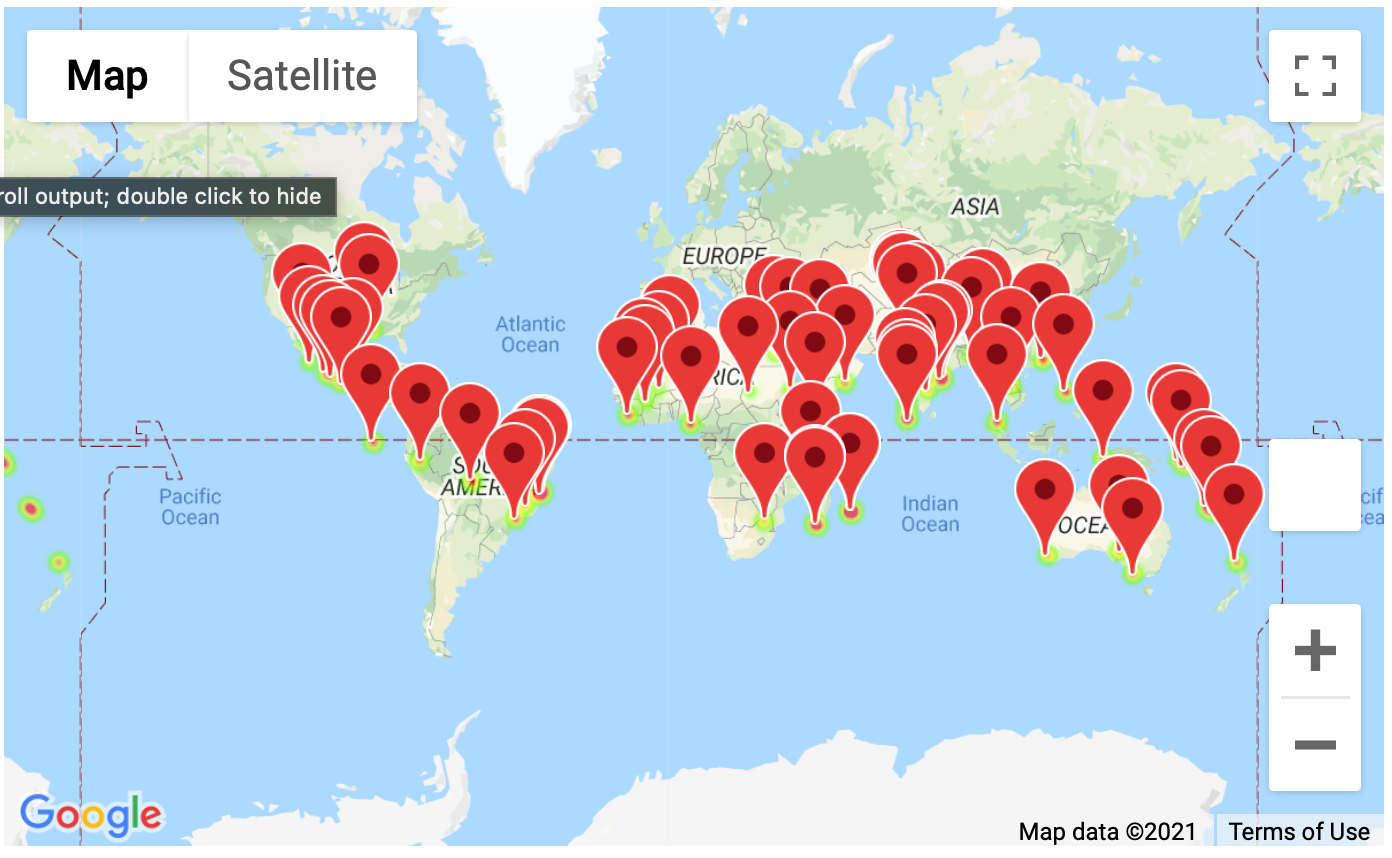 Map Satellite
roll output; double click to hide
ASIA
EUROPE
Atlantic
Ocean
RICA
SOU
AMER
Pacific
Ocean
Indian
Ocean
OCEA
cif
cea
Google
Map data ©2021 Terms of Use